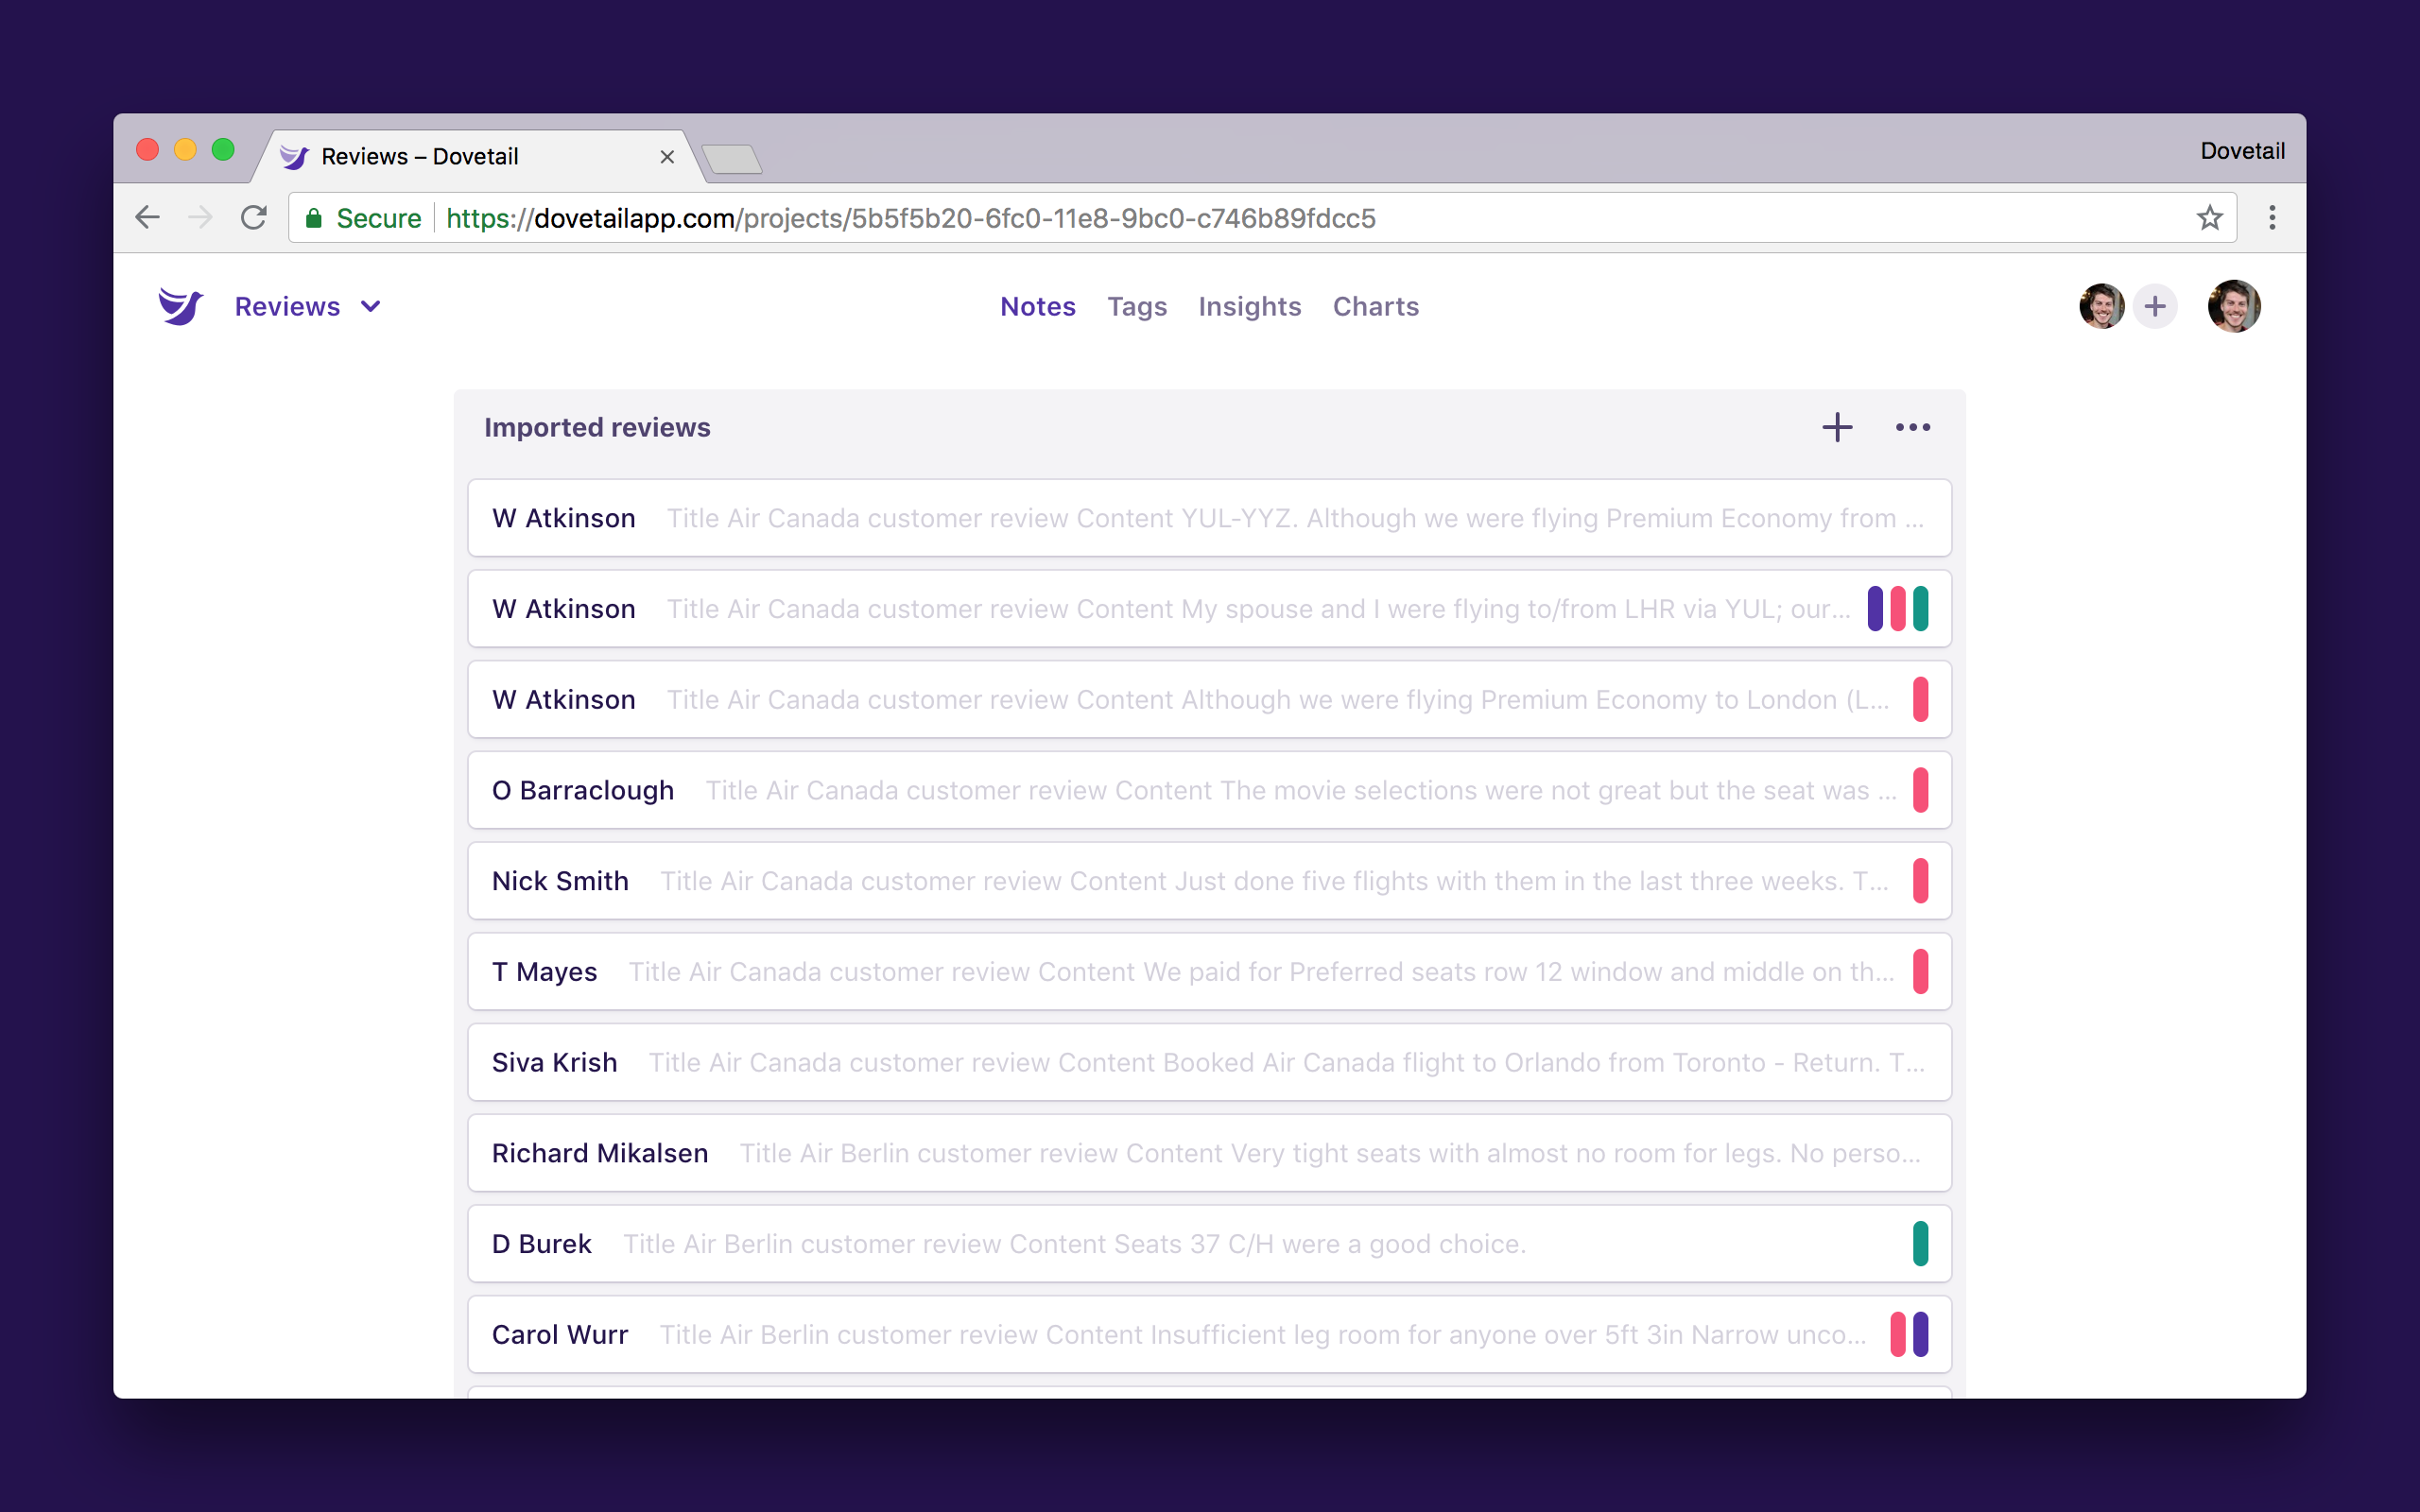 Reviews – Dovetail
Dovetail
Secure https://dovetailapp.com/projects/5b5f5b20-6fc0-11e8-9bc0-c746b89fdcc5
Reviews Notes Tags Insights Charts
Imported reviews
W Atkinson Title Air Canada customer review Content YUL-YYZ. Although we were flying Premium Economy from ...
W Atkinson Title Air Canada customer review Content My spouse and I were flying to/from LHR via YUL; our...
W Atkinson Title Air Canada customer review Content Although we were flying Premium Economy to London (L...
O Barraclough Title Air Canada customer review Content The movie selections were not great but the seat was ...
Nick Smith Title Air Canada customer review Content Just done five flights with them in the last three weeks. T...
T Mayes Title Air Canada customer review Content We paid for Preferred seats row 12 window and middle on th...
Siva Krish Title Air Canada customer review Content Booked Air Canada flight to Orlando from Toronto - Return. T...
Richard Mikalsen Title Air Berlin customer review Content Very tight seats with almost no room for legs. No perso...
D Burek Title Air Berlin customer review Content Seats 37 C/H were a good choice.
Carol Wurr Title Air Berlin customer review Content Insufficient leg room for anyone over 5ft 3in Narrow unco...